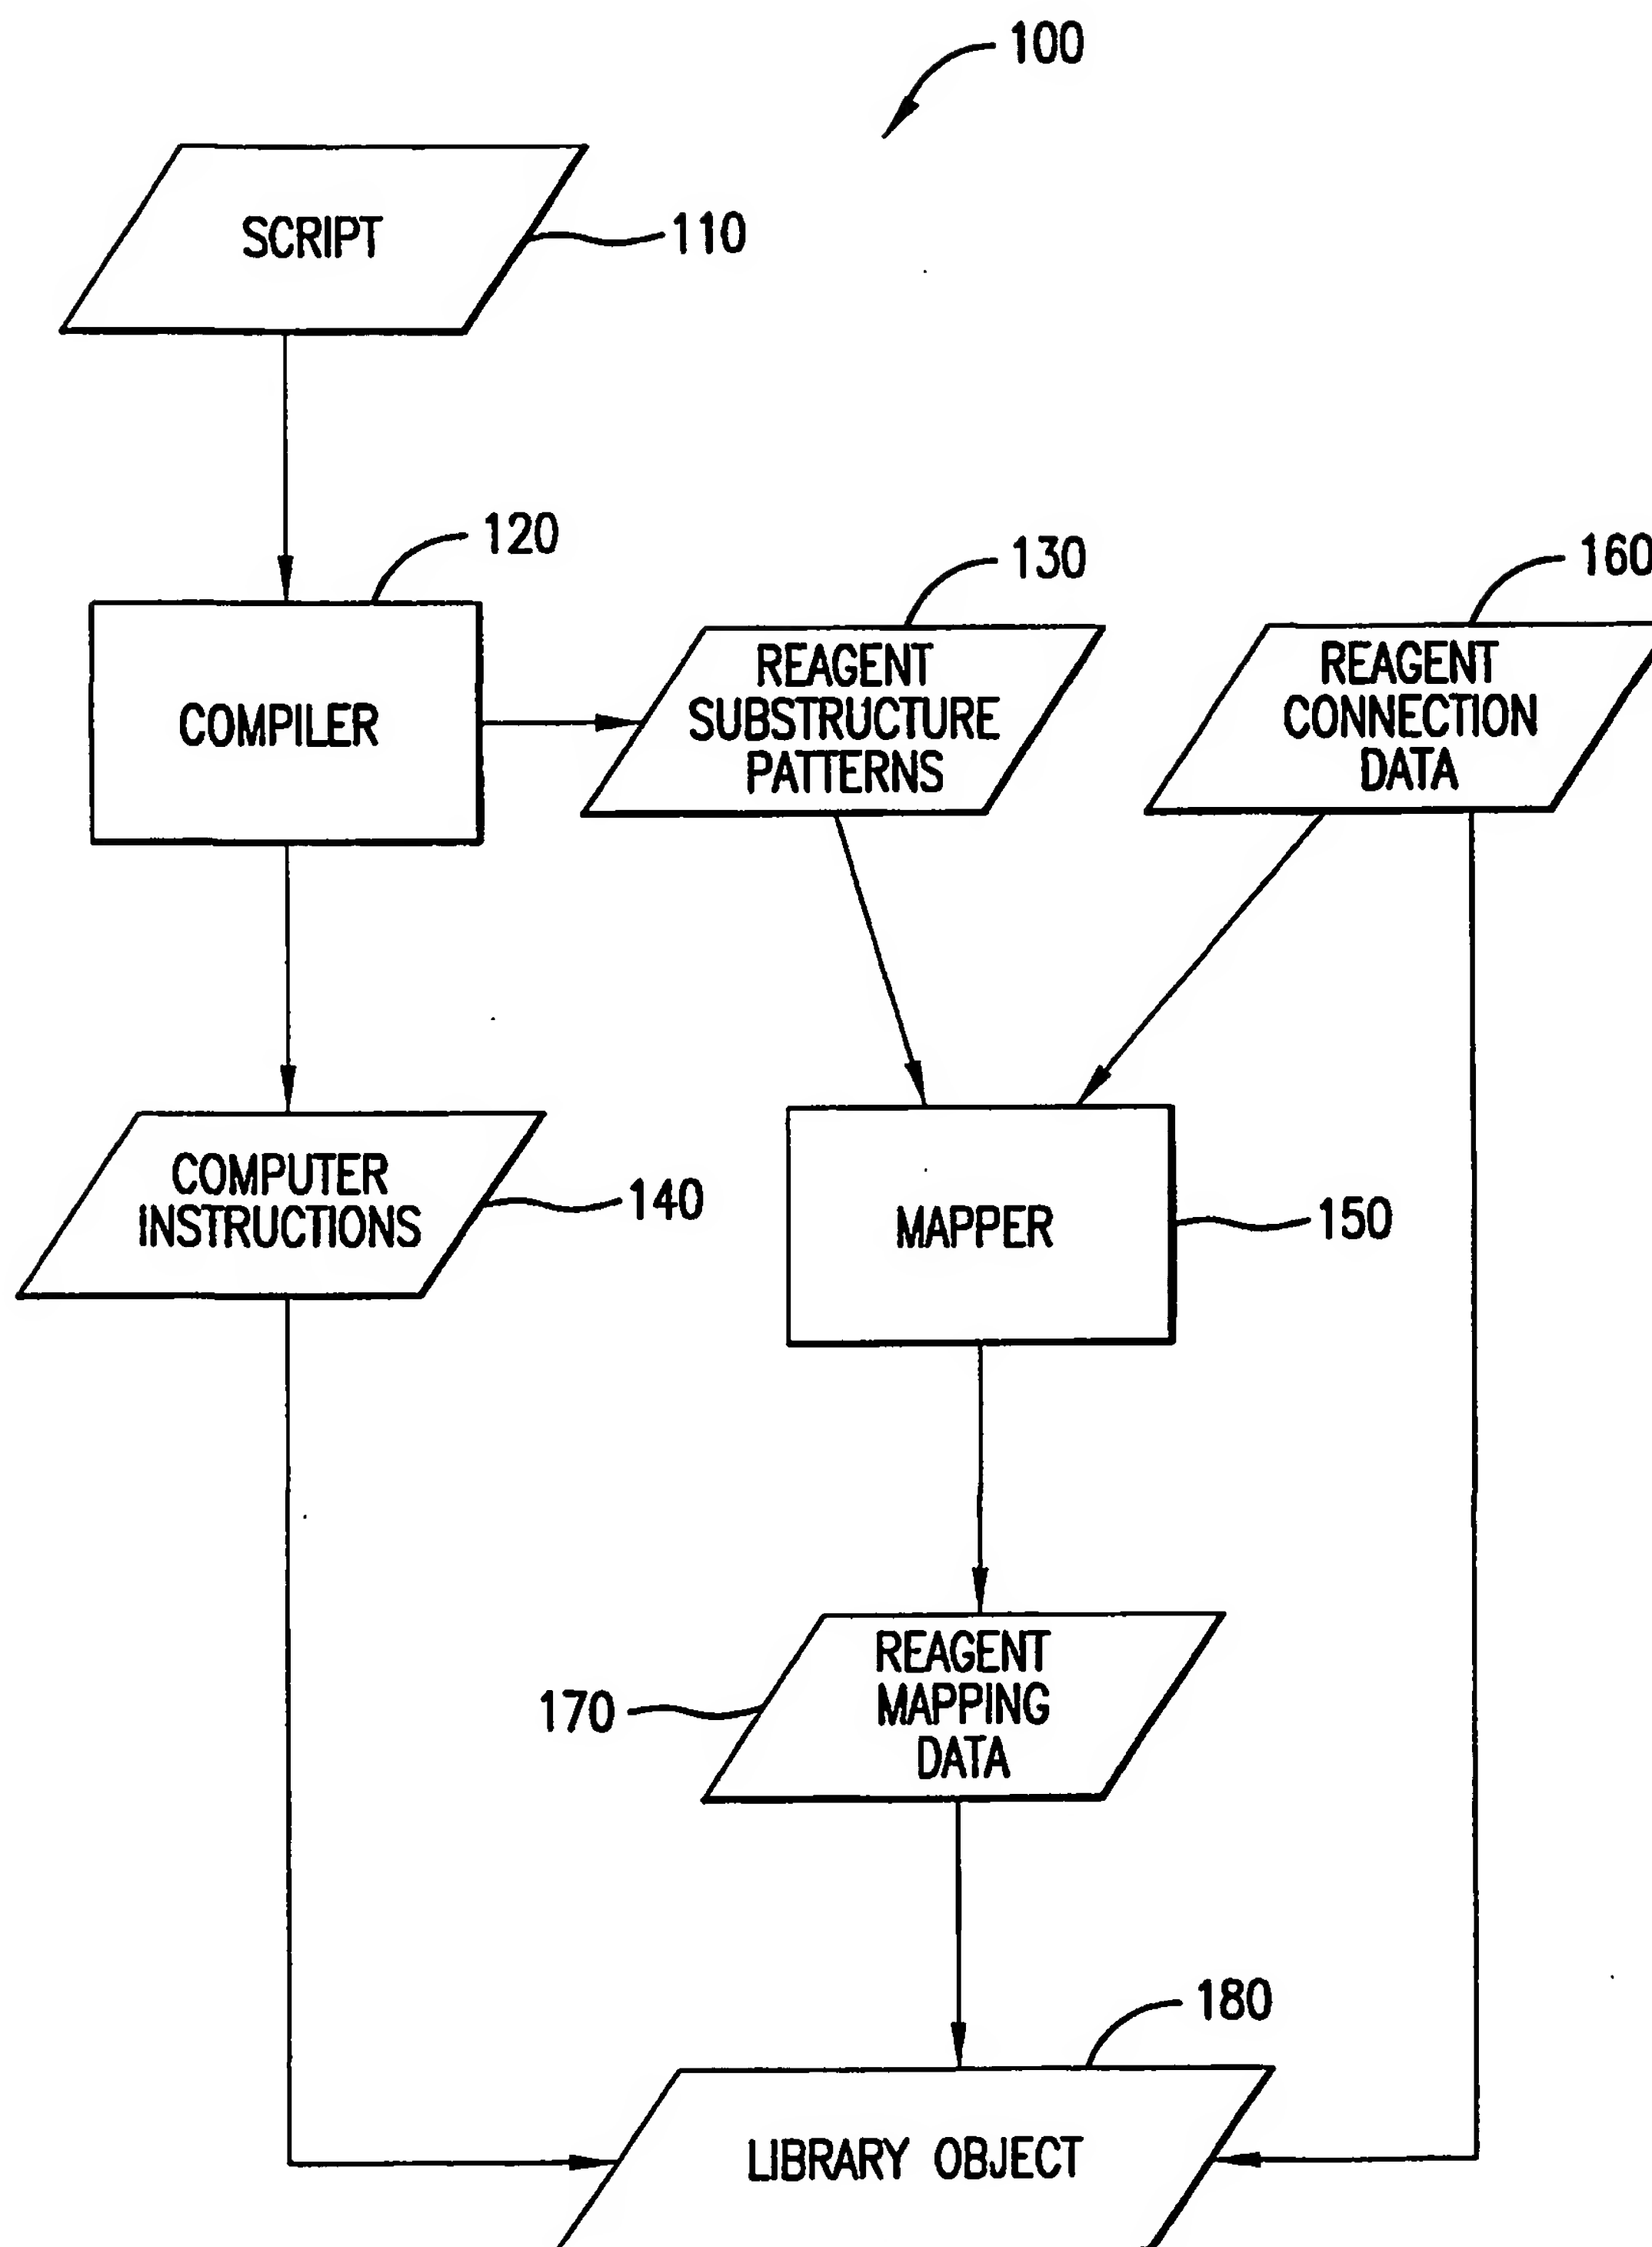 100
SCRIPT
110
120
130
160
COMPILER
REAGENT
SUBSTRUCTURE
PATTERNS
REAGENT
CONNECTION
DATA
COMPUTER
INSTRUCTIONS
140
MAPPER
150
REAGENT
MAPPING
DATA
170
180
LIBRARY OBJECT